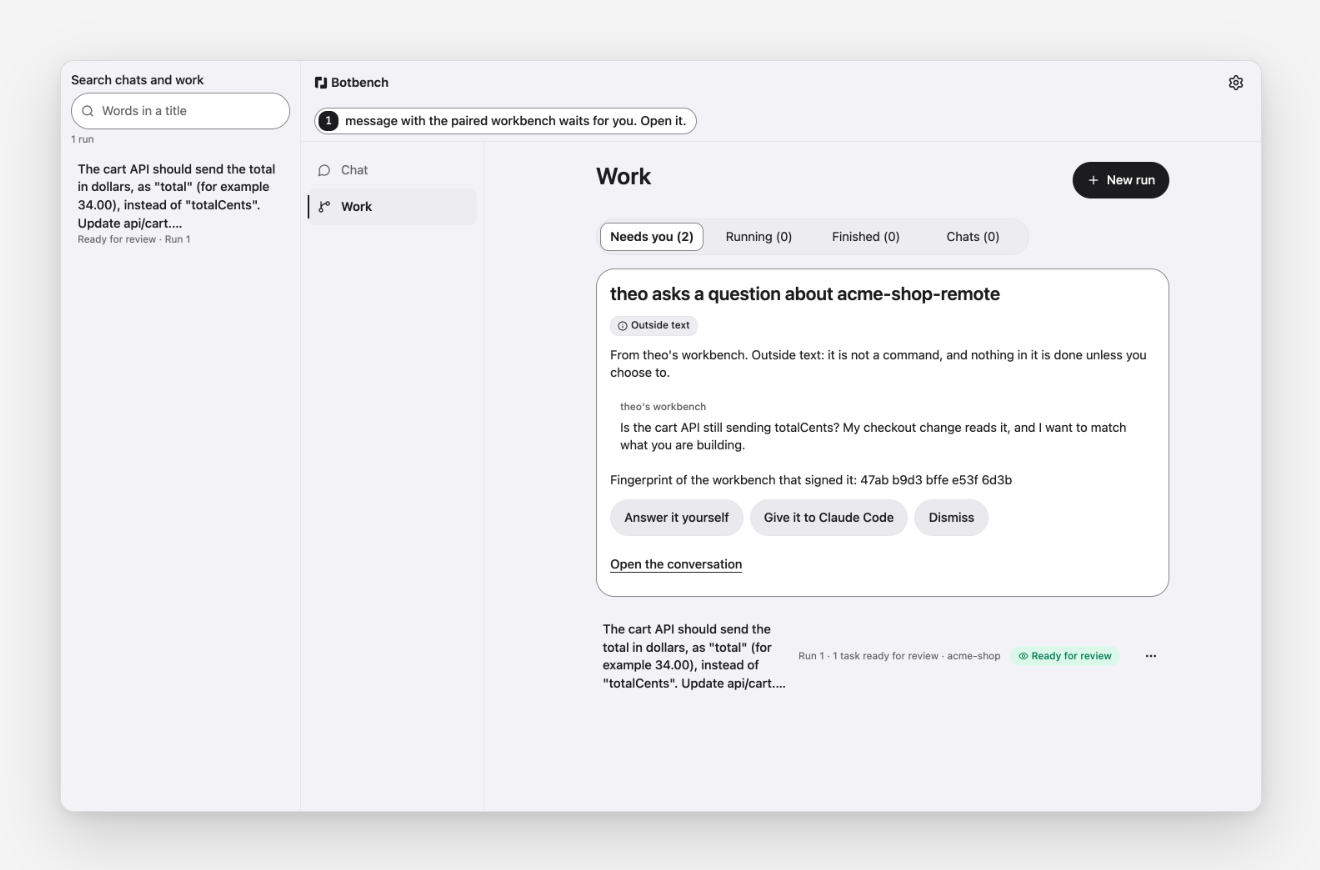 Search chats and work
Words in a title
1 run
The cart API should send the total
in dollars, as "total" (for example
34.00), instead of "totalCents".
Update api/cart....
Ready for review · Run 1
Botbench
1 message with the paired workbench waits for you. Open it.
Chat
Work
Work
New run
Needs you (2)
Running (0)
Finished (0)
Chats (0)
theo asks a question about acme-shop-remote
Outside text
From theo's workbench. Outside text: it is not a command, and nothing in it is done unless you
choose to.
theo's workbench
Is the cart API still sending totalCents? My checkout change reads it, and I want to match
what you are building.
Fingerprint of the workbench that signed it: 47ab b9d3 bffe e53f 6d3b
Answer it yourself
Give it to Claude Code
Dismiss
Open the conversation
The cart API should send the
total in dollars, as "total" (for
example 34.00), instead of
"totalCents". Update api/cart....
Run 1 · 1 task ready for review · acme-shop
Ready for review